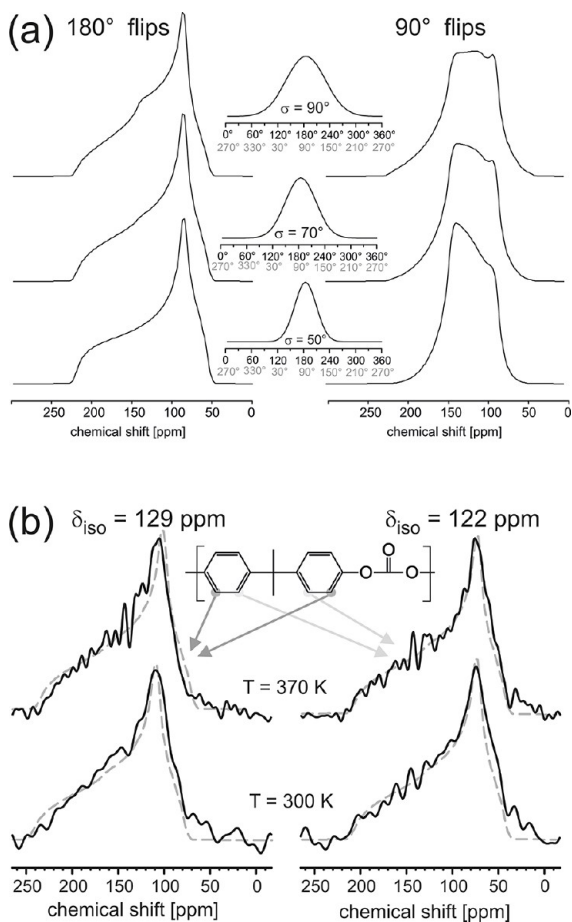 (a) 180° flips 90° flips
σ = 90°
0° 60° 120° 180° 240° 300° 360°
270° 330° 30° 90° 150° 210° 270°
σ = 70°
0° 60° 120° 180° 240° 300° 360°
270° 330° 30° 90° 150° 210° 270°
σ = 50°
0 60° 120° 180° 240° 300° 360°
270° 330° 30° 90° 150° 210° 270°
250 200 150 100 50 0 250 200 150 100 50 0
chemical shift [ppm] chemical shift [ppm]
(b) δiso = 129 ppm δiso = 122 ppm
O
O O
T = 370 K
T = 300 K
250 200 150 100 50 0 250 200 150 100 50 0
chemical shift [ppm] chemical shift [ppm]